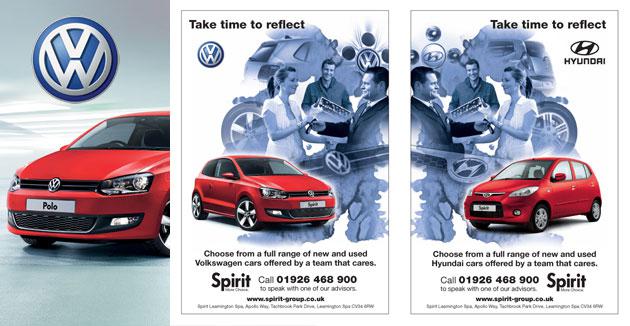 Polo
Take time to reflect
Choose from a full range of new and used
Volkswagen cars offered by a team that cares.
Spirit
More Choice.
Call 01926 468 900
to speak with one of our advisors.
www.spirit-group.co.uk
Spirit Leamington Spa, Apollo Way, Tachbrook Park Drive, Leamington Spa CV34 6RW
Take time to reflect
HYUNDAI
Choose from a full range of new and used
Hyundai cars offered by a team that cares.
Call 01926 468 900
to speak with one of our advisors.
Spirit
More Choice.
www.spirit-group.co.uk
Spirit Leamington Spa, Apollo Way, Tachbrook Park Drive, Leamington Spa CV34 6RW